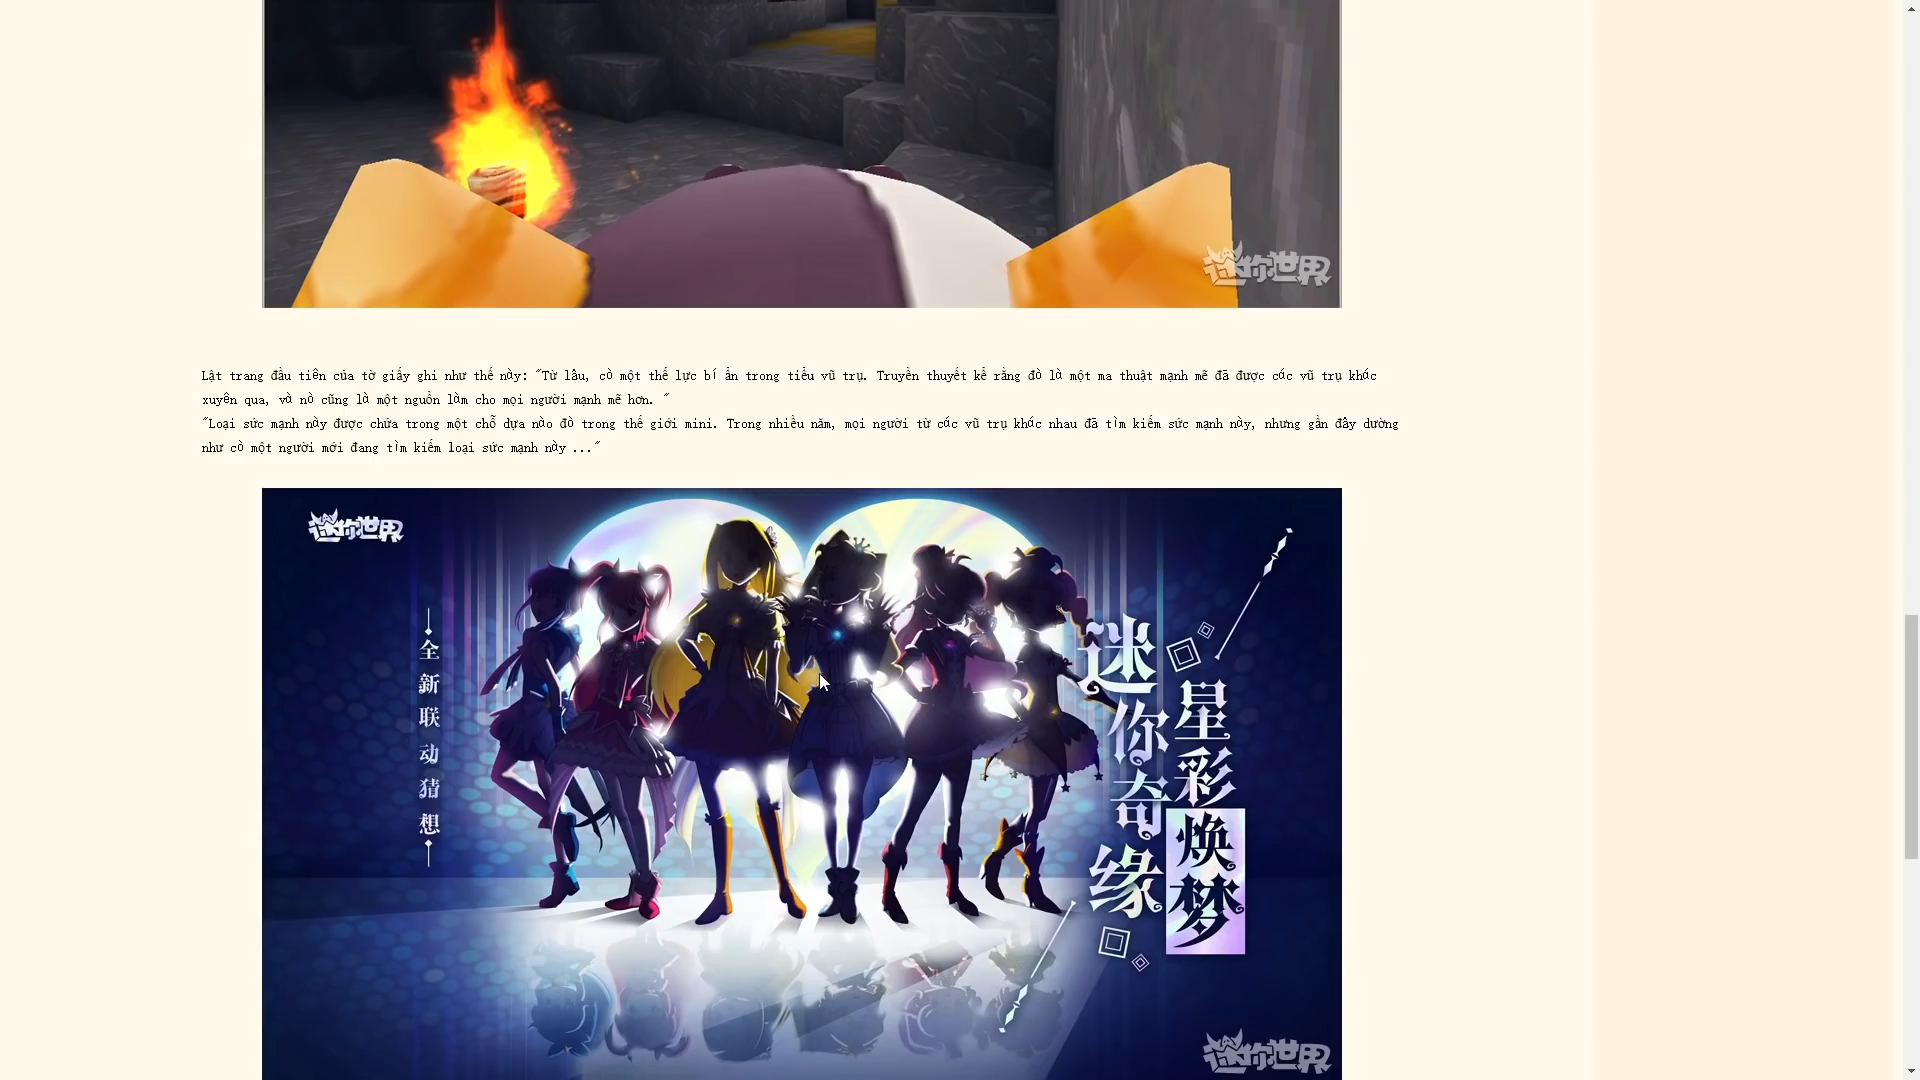 迷你世界
Lật trang đầu tiên của tờ giấy ghi như thế này: "Từ lâu, có một thế lực bí ẩn trong tiểu vũ trụ. Truyền thuyết kể rằng đó là một ma thuật mạnh mẽ đã được các vũ trụ khác
xuyên qua, và nó cũng là một nguồn làm cho mọi người mạnh mẽ hơn. "
"Loại sức mạnh này được chứa trong một chỗ dựa nào đó trong thế giới mini. Trong nhiều năm, mọi người từ các vũ trụ khác nhau đã tìm kiếm sức mạnh này, nhưng gần đây dường
như có một người mới đang tìm kiếm loại sức mạnh này ..."
迷你世界
全新联动猜想
迷你奇缘
星彩焕梦
迷你世界